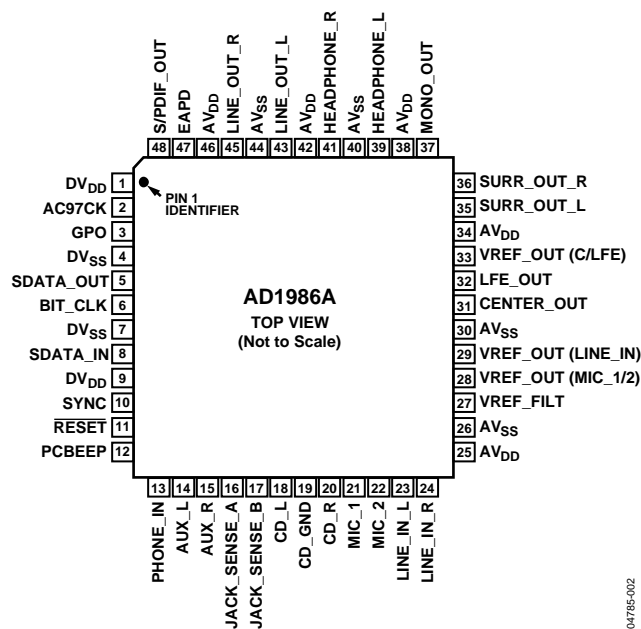 S/PDIF_OUT
EAPD
AVDD
LINE_OUT_R
AVSS
LINE_OUT_L
AVDD
HEADPHONE_R
AVSS
HEADPHONE_L
AVDD
MONO_OUT
48 47 46 45 44 43 42 41 40 39 38 37
DVDD 1
AC97CK 2
GPO 3
DVSS 4
SDATA_OUT 5
BIT_CLK 6
DVSS 7
SDATA_IN 8
DVDD 9
SYNC 10
RESET 11
PCBEEP 12
PIN 1
IDENTIFIER
AD1986A
TOP VIEW
(Not to Scale)
36 SURR_OUT_R
35 SURR_OUT_L
34 AVDD
33 VREF_OUT (C/LFE)
32 LFE_OUT
31 CENTER_OUT
30 AVSS
29 VREF_OUT (LINE_IN)
28 VREF_OUT (MIC_1/2)
27 VREF_FILT
26 AVSS
25 AVDD
13 14 15 16 17 18 19 20 21 22 23 24
PHONE_IN
AUX_L
AUX_R
JACK_SENSE_A
JACK_SENSE_B
CD_L
CD_GND
CD_R
MIC_1
MIC_2
LINE_IN_L
LINE_IN_R
04785-002